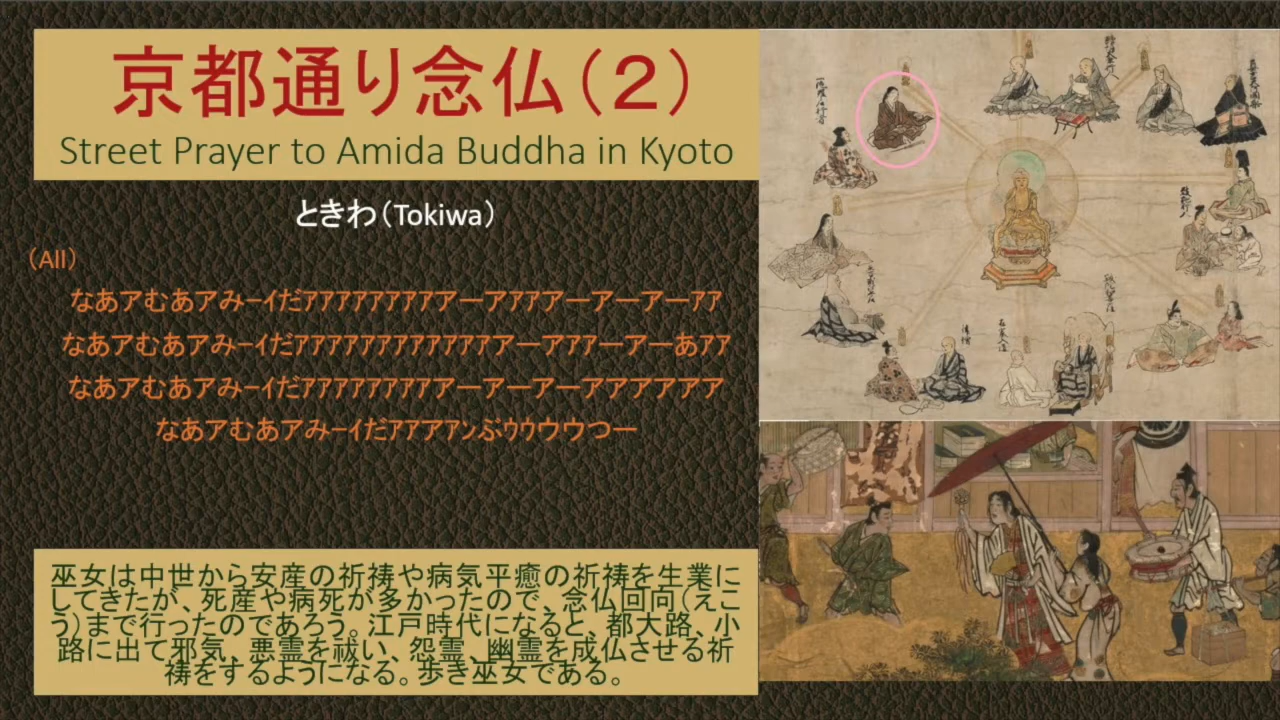 京都通り念仏（２）
Street Prayer to Amida Buddha in Kyoto
ときわ（Tokiwa）
（All）
なあアむあアみｰｲだｱｱｱｱｱｱｱｱｱアーアｱｱアーアーアーｱｱ
なあアむあアみｰｲだｱｱｱｱｱｱｱｱｱｱｱアーアｱｱーアーあｱｱ
なあアむあアみｰｲだｱｱｱｱｱｱｱｱｱアーアーアーアアアアアア
なあアむあアみｰｲだｱｱアｱﾝぶｩｩウウつー
巫女は中世から安産の祈祷や病気平癒の祈祷を生業に
してきたが、死産や病死が多かったので、念仏回向（えこ
う）まで行ったのであろう。江戸時代になると、都大路、小
路に出て邪気、悪霊を祓い、怨霊、幽霊を成仏させる祈
祷をするようになる。歩き巫女である。